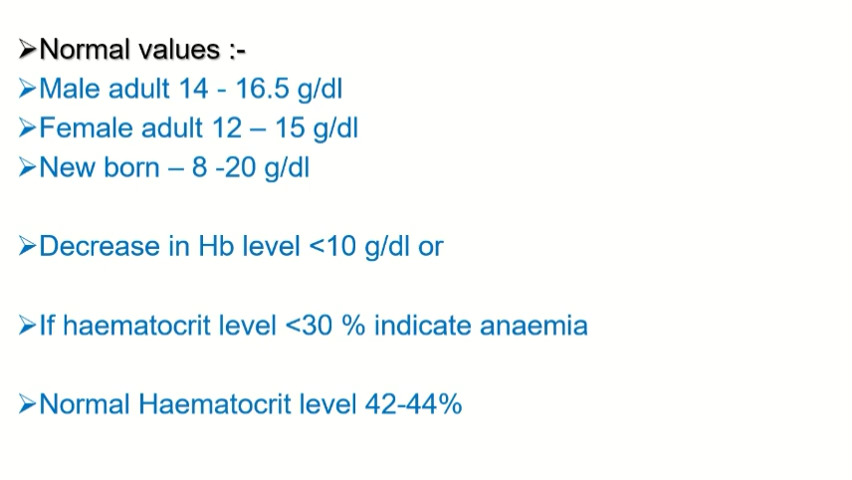 ➢Normal values :-
➢Male adult 14 - 16.5 g/dl
➢Female adult 12 – 15 g/dl
➢New born – 8 -20 g/dl
➢Decrease in Hb level <10 g/dl or
➢If haematocrit level <30 % indicate anaemia
➢Normal Haematocrit level 42-44%